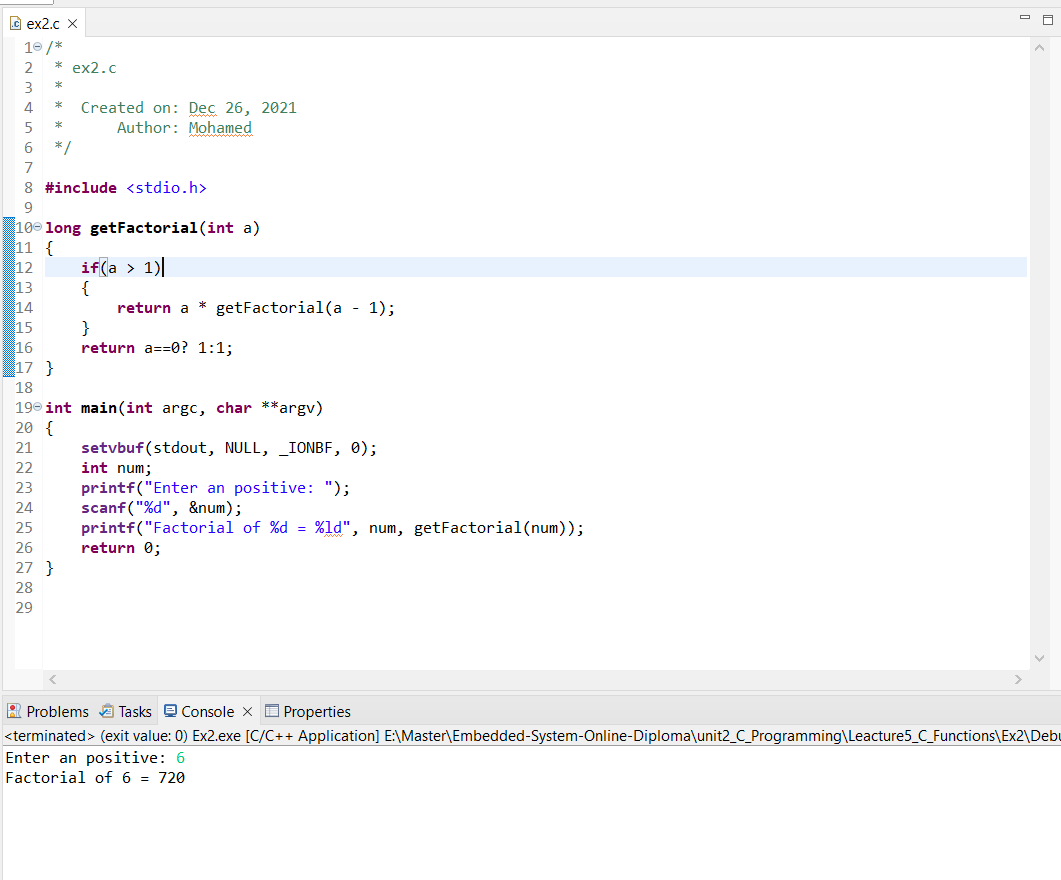 ex2.c
1 /*
2  * ex2.c
3  *
4  *  Created on: Dec 26, 2021
5  *      Author: Mohamed
6  */
7
8 #include <stdio.h>
9
10 long getFactorial(int a)
11 {
12     if(a > 1)
13     {
14         return a * getFactorial(a - 1);
15     }
16     return a==0? 1:1;
17 }
18
19 int main(int argc, char **argv)
20 {
21     setvbuf(stdout, NULL, _IONBF, 0);
22     int num;
23     printf("Enter an positive: ");
24     scanf("%d", &num);
25     printf("Factorial of %d = %ld", num, getFactorial(num));
26     return 0;
27 }
28
29
Problems Tasks Console Properties
<terminated> (exit value: 0) Ex2.exe [C/C++ Application] E:\Master\Embedded-System-Online-Diploma\unit2_C_Programming\Leacture5_C_Functions\Ex2\Debu
Enter an positive: 6
Factorial of 6 = 720